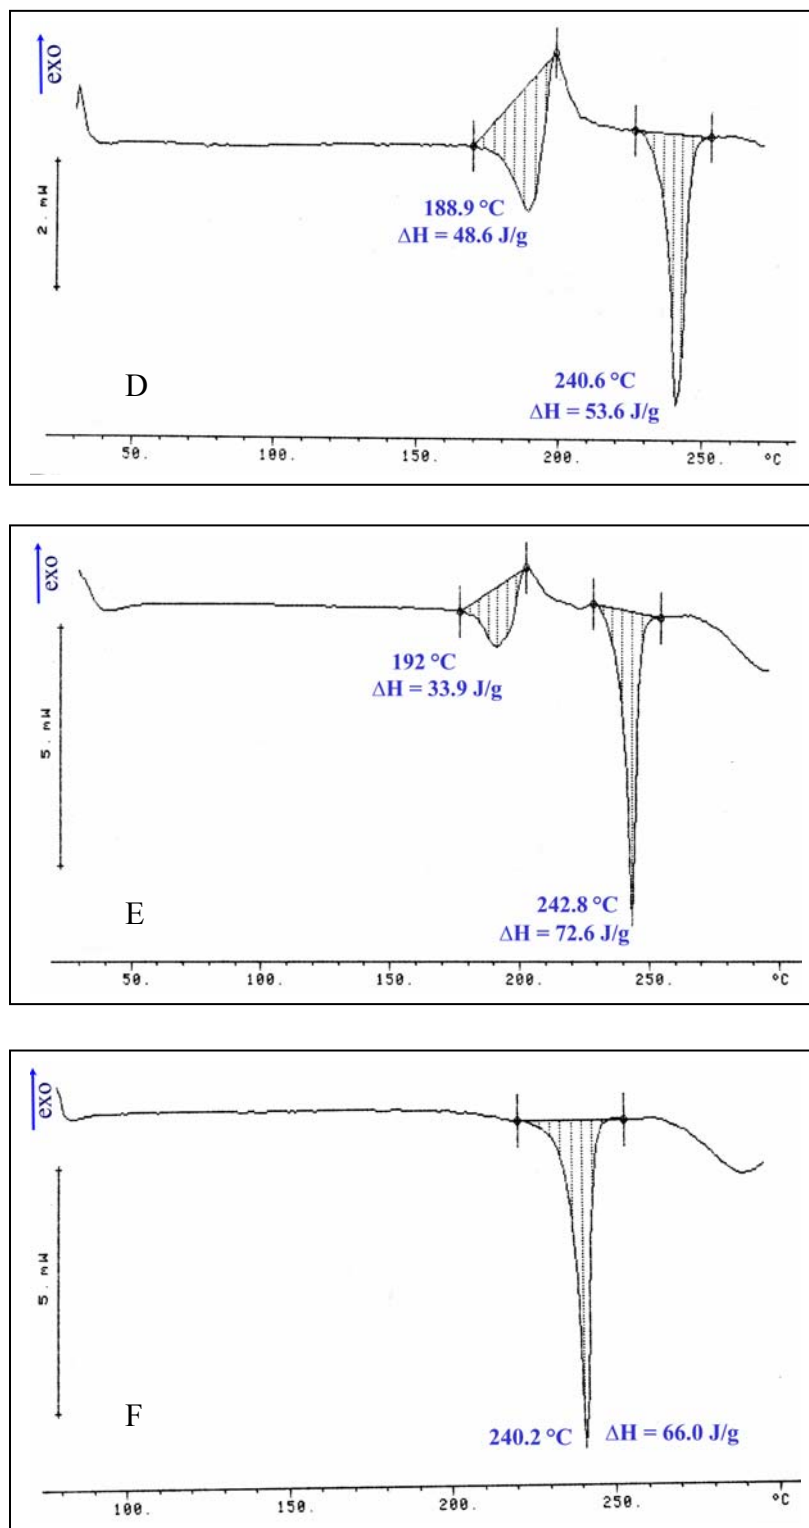 exo
2. mW
188.9 °C
ΔH = 48.6 J/g
240.6 °C
ΔH = 53.6 J/g
D
50. 100. 150. 200. 250. °C
exo
5. mW
192 °C
ΔH = 33.9 J/g
242.8 °C
ΔH = 72.6 J/g
E
50. 100. 150. 200. 250. °C
exo
5. mW
F
240.2 °C ΔH = 66.0 J/g
100. 150. 200. 250. °C